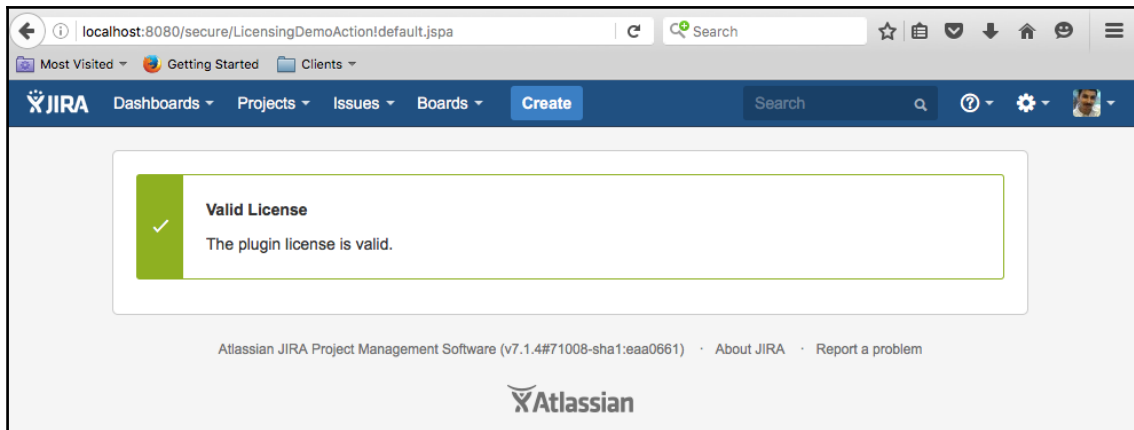 localhost:8080/secure/LicensingDemoAction!default.jspa Search
Most Visited Getting Started Clients
JIRA Dashboards Projects Issues Boards Create Search
Valid License
The plugin license is valid.
Atlassian JIRA Project Management Software (v7.1.4#71008-sha1:eaa0661) · About JIRA · Report a problem
Atlassian